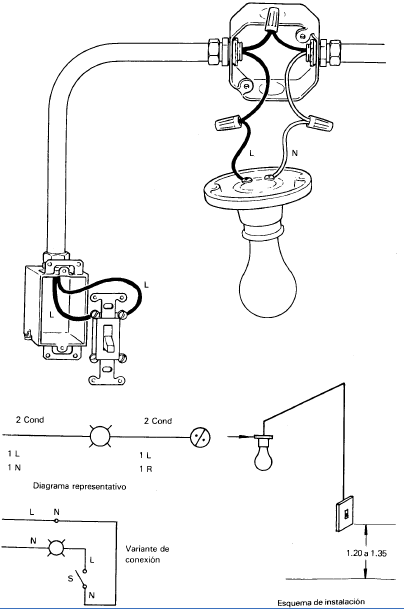 L
N
L
L
2 Cond
2 Cond
1 L
1 L
1 N
1 R
Diagrama representativo
L N
N
L
S
N
Variante de
conexión
1.20 a 1.35
Esquema de instalación